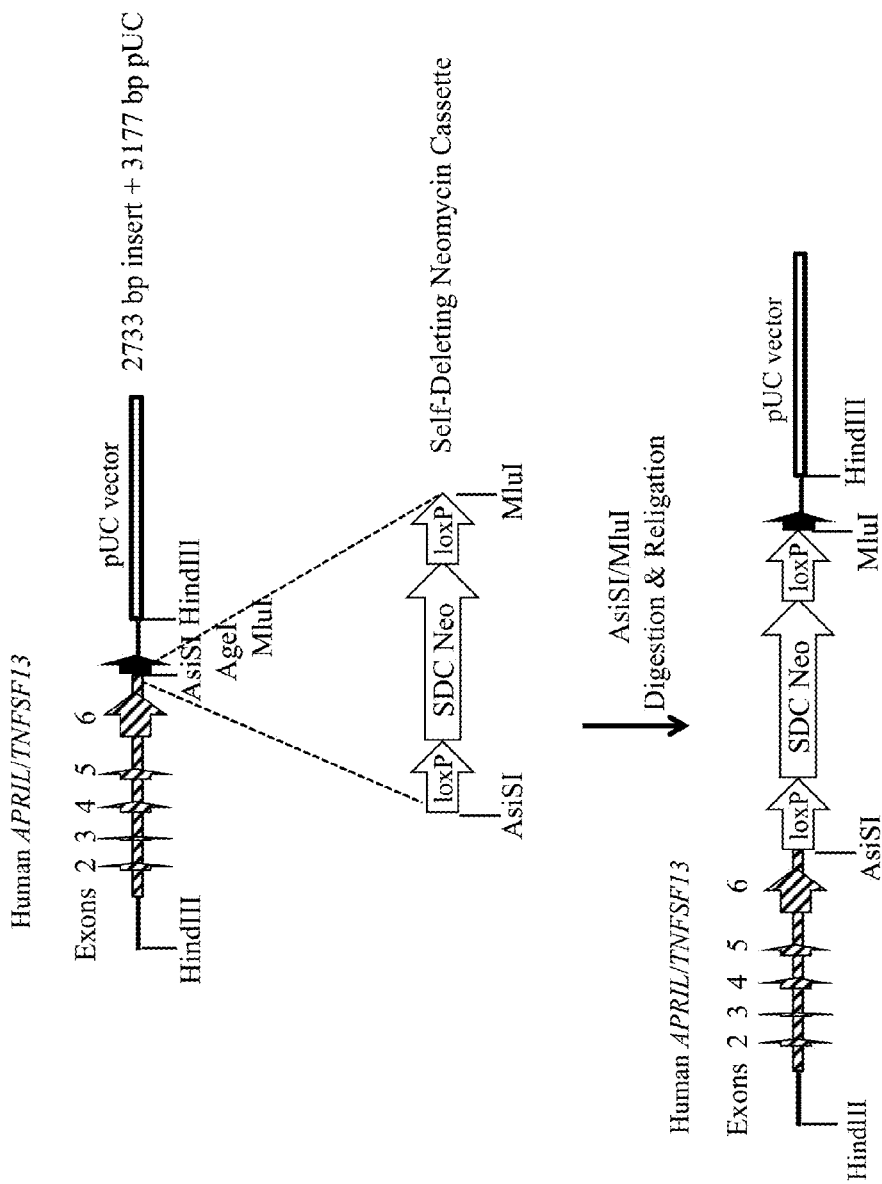 Human APRIL/TNFSF13
Exons 2 3 4 5 6
pUC vector
2733 bp insert + 3177 bp pUC
HindIII
AsiSI HindIII
AgeI
MluI
loxP
SDC Neo
loxP
Self-Deleting Neomycin Cassette
AsiSI
MluI
AsiSI/MluI
Digestion & Religation
Human APRIL/TNFSF13
Exons 2 3 4 5 6
loxP
SDC Neo
loxP
pUC vector
HindIII
AsiSI
MluI
HindIII